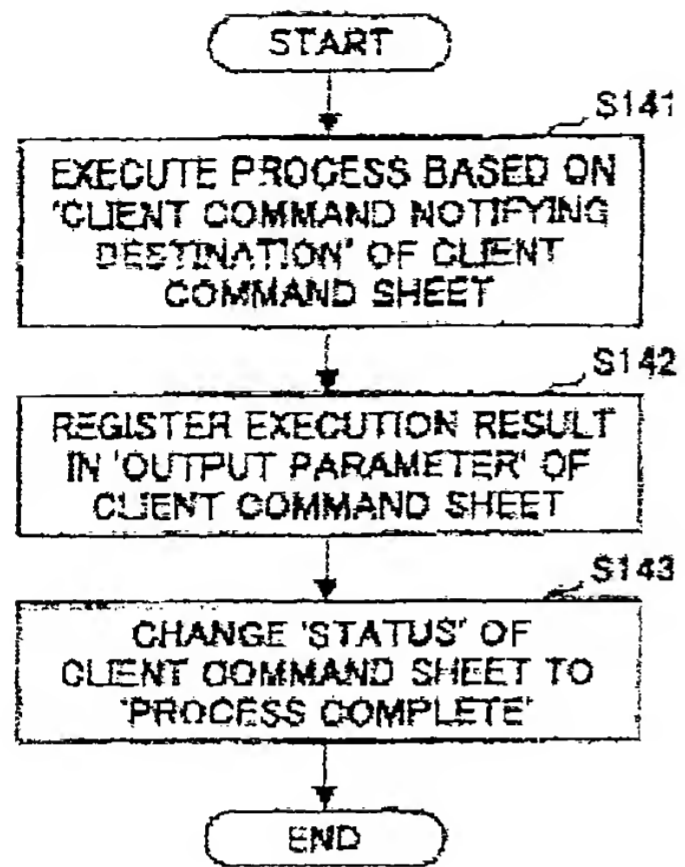 START
S141
EXECUTE PROCESS BASED ON
'CLIENT COMMAND NOTIFYING
DESTINATION' OF CLIENT
COMMAND SHEET
S142
REGISTER EXECUTION RESULT
IN 'OUTPUT PARAMETER' OF
CLIENT COMMAND SHEET
S143
CHANGE 'STATUS' OF
CLIENT COMMAND SHEET TO
'PROCESS COMPLETE'
END